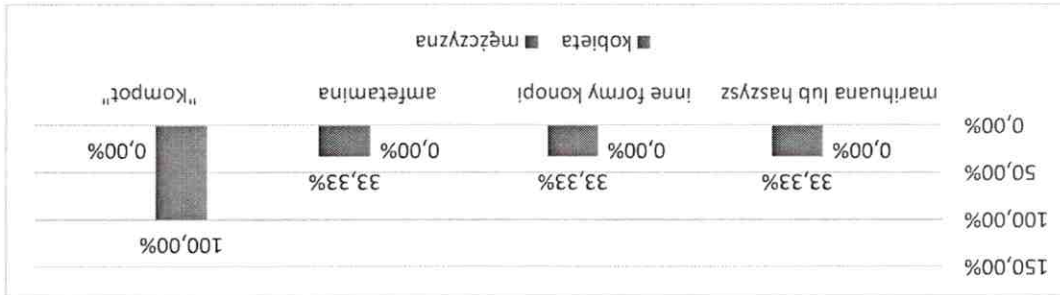 150,00%
100,00%
100,00%
50,00%
33,33% 33,33% 33,33%
0,00% 0,00% 0,00% 0,00%
0,00%
marihuana lub haszysz inne formy konopi amfetamina "Kompot"
kobieta mężczyzna